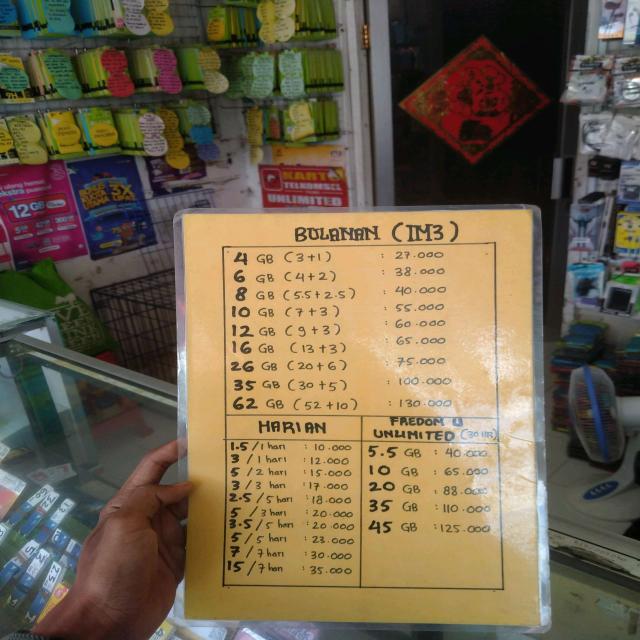 KARTU
TELKOMSEL
UNLIMITED
12GB
BULANAN (IM3)
4 GB (3+1) : 27.000
6 GB (4+2) : 38.000
8 GB (5.5+2.5) : 40.000
10 GB (7+3) : 55.000
12 GB (9+3) : 60.000
16 GB (13+3) : 65.000
26 GB (20+6) : 75.000
35 GB (30+5) : 100.000
62 GB (52+10) : 130.000
HARIAN
1.5 / 1 hari : 10.000
3 / 1 hari : 12.000
5 / 2 hari : 15.000
3 / 3 hari : 17.000
2.5 / 5 hari : 18.000
5 / 3 hari : 20.000
3.5 / 5 hari : 20.000
5 / 5 hari : 23.000
7 / 7 hari : 30.000
15 / 7 hari : 35.000
FREDOM U
UNLIMITED (30 HR)
5.5 GB : 40.000
10 GB : 65.000
20 GB : 88.000
35 GB : 110.000
45 GB : 125.000